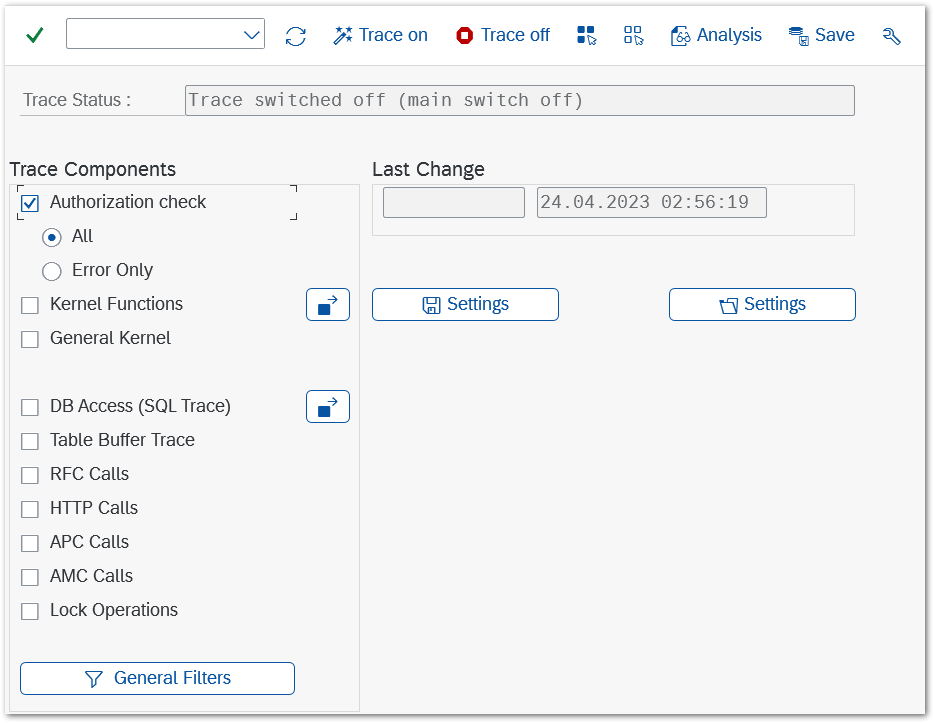 Trace on Trace off Analysis Save
Trace Status : Trace switched off (main switch off)
Trace Components Last Change
Authorization check 24.04.2023 02:56:19
All
Error Only
Kernel Functions Settings Settings
General Kernel
DB Access (SQL Trace)
Table Buffer Trace
RFC Calls
HTTP Calls
APC Calls
AMC Calls
Lock Operations
General Filters